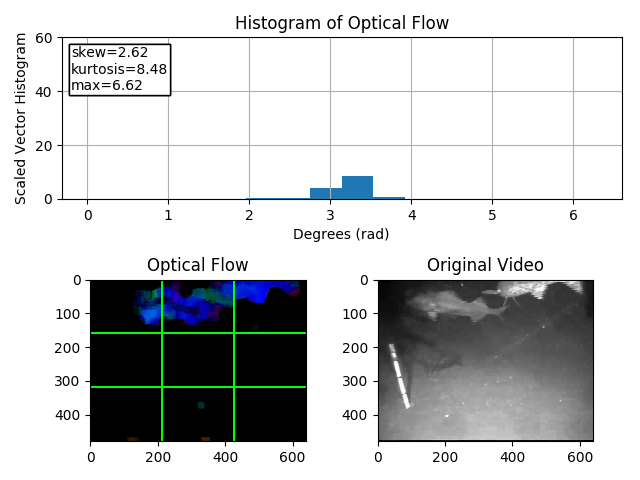 Histogram of Optical Flow
Scaled Vector Histogram
60
40
20
0
skew=2.62
kurtosis=8.48
max=6.62
0 1 2 3 4 5 6
Degrees (rad)
Optical Flow
0
100
200
300
400
0 200 400 600
Original Video
0
100
200
300
400
0 200 400 600